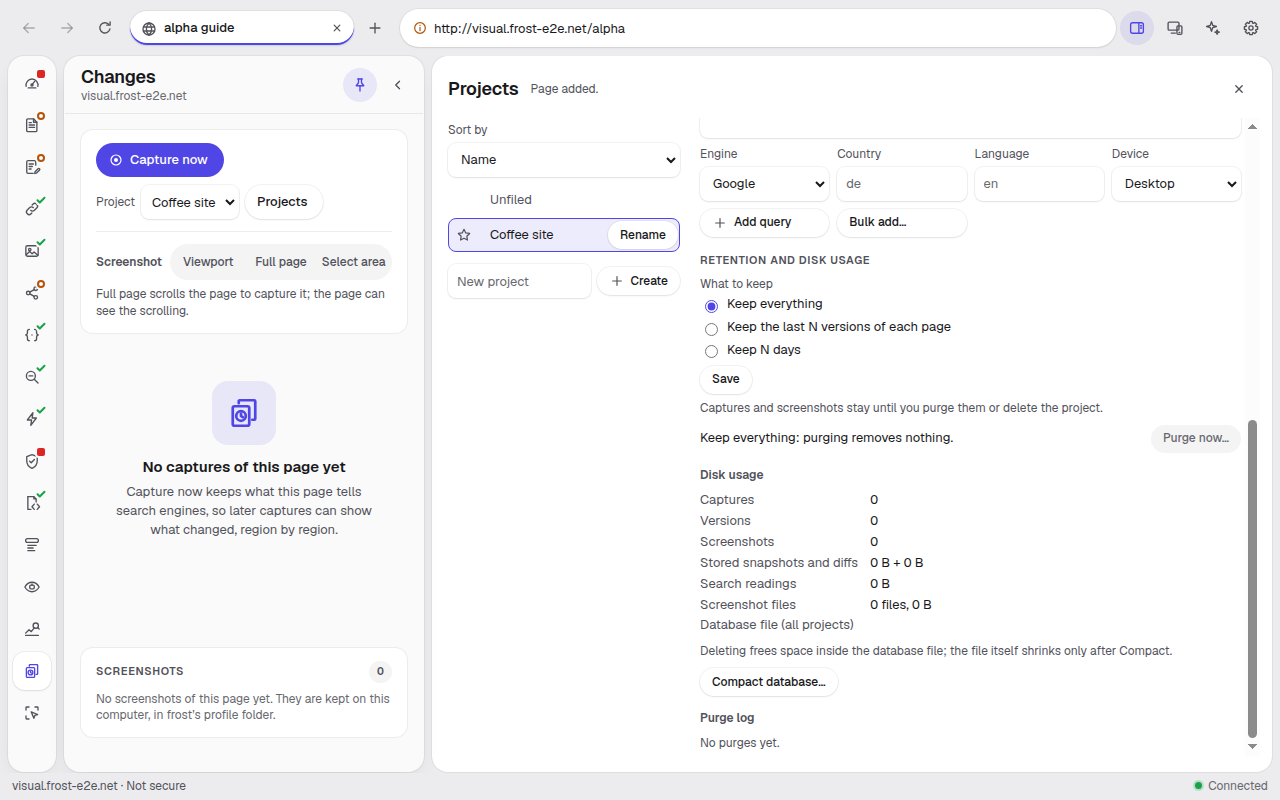 alpha guide
http://visual.frost-e2e.net/alpha
Changes
visual.frost-e2e.net
Capture now
Project
Coffee site
Projects
Screenshot
Viewport
Full page
Select area
Full page scrolls the page to capture it; the page can
see the scrolling.
No captures of this page yet
Capture now keeps what this page tells
search engines, so later captures can show
what changed, region by region.
SCREENSHOTS
0
No screenshots of this page yet. They are kept on this
computer, in frost's profile folder.
Projects
Page added.
Sort by
Name
Unfiled
Coffee site
Rename
New project
Create
Engine
Country
Language
Device
Google
de
en
Desktop
Add query
Bulk add...
RETENTION AND DISK USAGE
What to keep
Keep everything
Keep the last N versions of each page
Keep N days
Save
Captures and screenshots stay until you purge them or delete the project.
Keep everything: purging removes nothing.
Purge now...
Disk usage
Captures 0
Versions 0
Screenshots 0
Stored snapshots and diffs 0 B + 0 B
Search readings 0 B
Screenshot files 0 files, 0 B
Database file (all projects)
Deleting frees space inside the database file; the file itself shrinks only after Compact.
Compact database...
Purge log
No purges yet.
visual.frost-e2e.net · Not secure
Connected